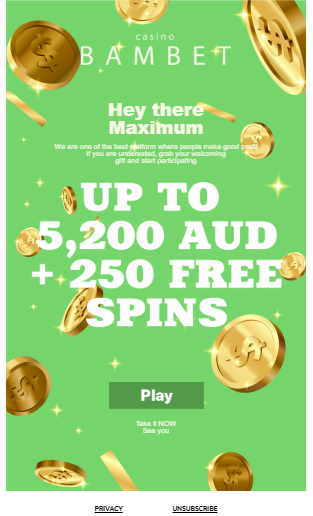 casino
BAMBET
Hey there
Maximum
We are one of the best platform where people make good profit.
If you are understed, grab your welcoming
gift and start participating
UP TO
5,200 AUD
+ 250 FREE
SPINS
Play
Take it NOW
See you
PRIVACY
UNSUBSCRIBE